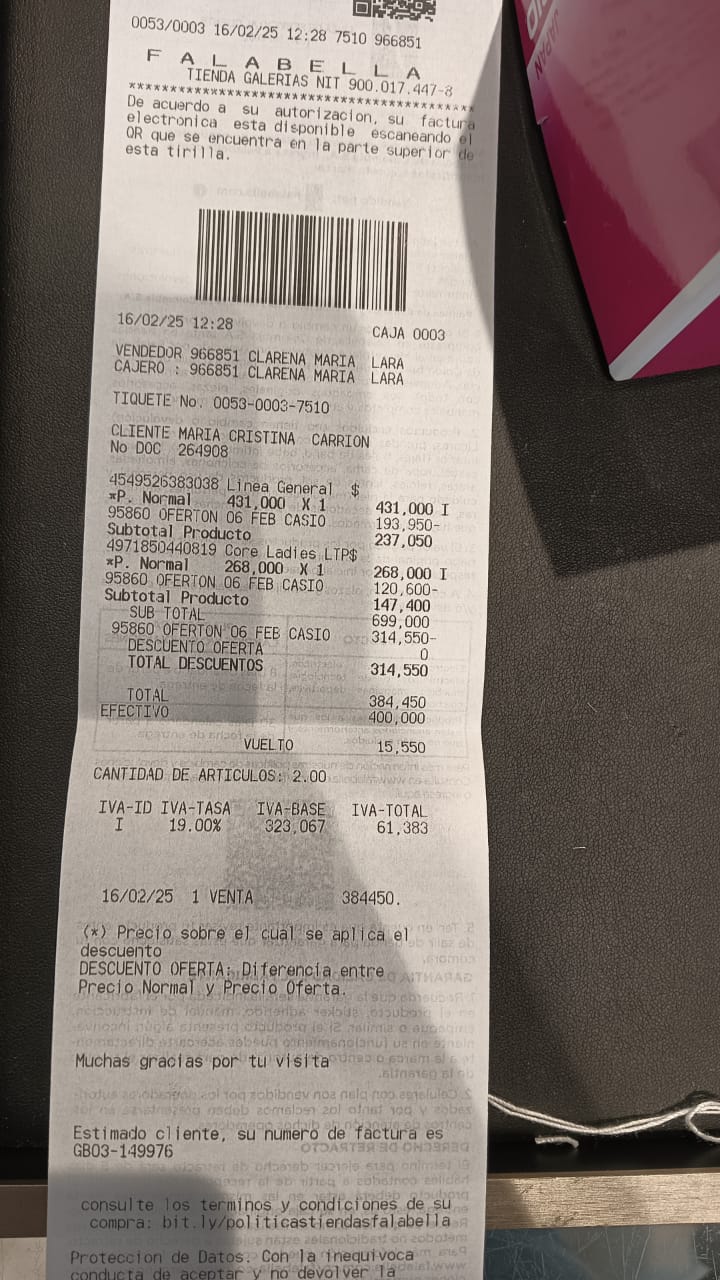 0053/0003 16/02/25 12:28 7510 966851
F A L A B E L L A
TIENDA GALERIAS NIT 900.017.447-8
******************************************
De acuerdo a su autorizacion, su factura
electronica esta disponible escaneando el
QR que se encuentra en la parte superior de
esta tirilla.
16/02/25 12:28 CAJA 0003
VENDEDOR 966851 CLARENA MARIA LARA
CAJERO : 966851 CLARENA MARIA LARA
TIQUETE No. 0053-0003-7510
CLIENTE MARIA CRISTINA CARRION
No DOC 264908
4549526383038 Linea General $
*P. Normal 431,000 X 1 431,000 I
95860 OFERTON 06 FEB CASIO 193,950-
Subtotal Producto 237,050
4971850440819 Core Ladies LTP$
*P. Normal 268,000 X 1 268,000 I
95860 OFERTON 06 FEB CASIO 120,600-
Subtotal Producto 147,400
SUB TOTAL 699,000
95860 OFERTON 06 FEB CASIO 314,550-
DESCUENTO OFERTA 0
TOTAL DESCUENTOS 314,550
TOTAL 384,450
EFECTIVO 400,000
VUELTO 15,550
CANTIDAD DE ARTICULOS: 2.00
IVA-ID IVA-TASA IVA-BASE IVA-TOTAL
I 19.00% 323,067 61,383
16/02/25 1 VENTA 384450.
(*) Precio sobre el cual se aplica el
descuento
DESCUENTO OFERTA: Diferencia entre
Precio Normal y Precio Oferta.
Muchas gracias por tu visita
Estimado cliente, su numero de factura es
GB03-149976
consulte los terminos y condiciones de su
compra: bit.ly/politicastiendasfalabella
Proteccion de Datos. Con la inequivoca
conducta de aceptar y no devolver la
JAPAN